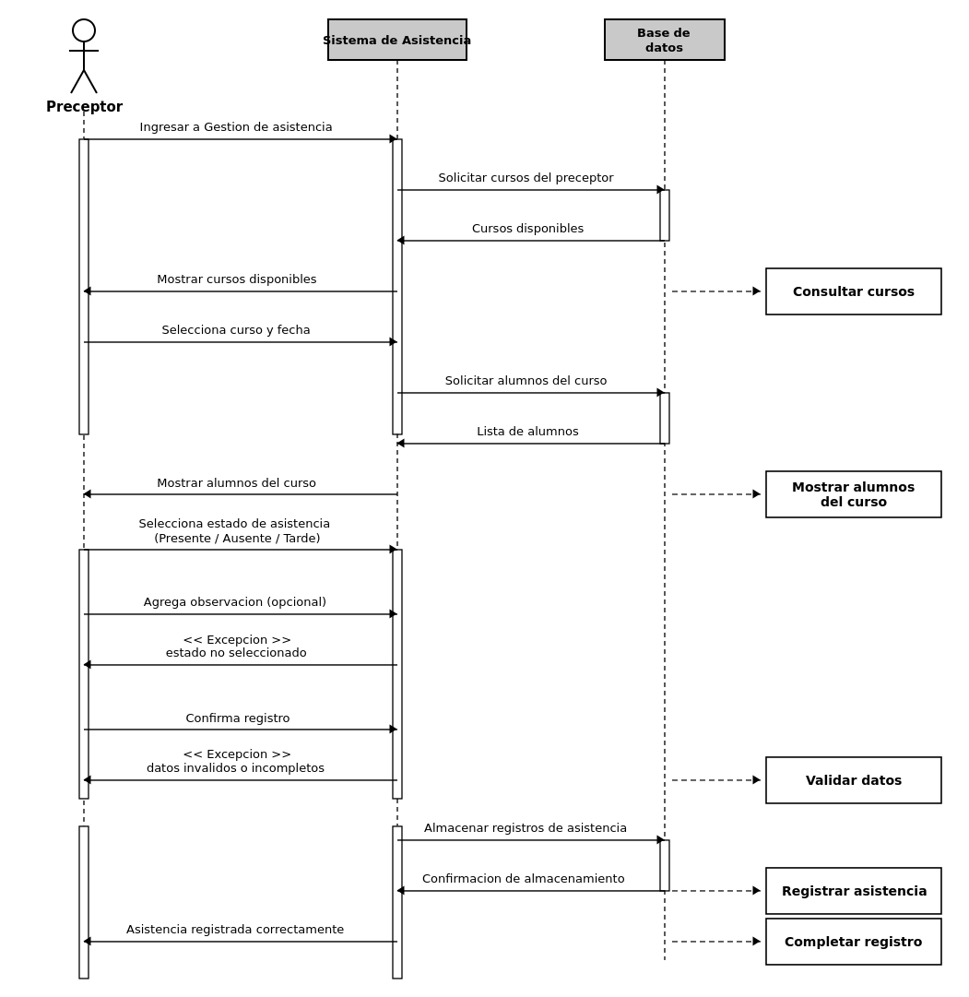 Sistema de Asistencia
Base de
datos
Preceptor
Ingresar a Gestion de asistencia
Solicitar cursos del preceptor
Cursos disponibles
Mostrar cursos disponibles
Consultar cursos
Selecciona curso y fecha
Solicitar alumnos del curso
Lista de alumnos
Mostrar alumnos del curso
Mostrar alumnos
del curso
Selecciona estado de asistencia
(Presente / Ausente / Tarde)
Agrega observacion (opcional)
<< Excepcion >>
estado no seleccionado
Confirma registro
<< Excepcion >>
datos invalidos o incompletos
Validar datos
Almacenar registros de asistencia
Confirmacion de almacenamiento
Registrar asistencia
Asistencia registrada correctamente
Completar registro